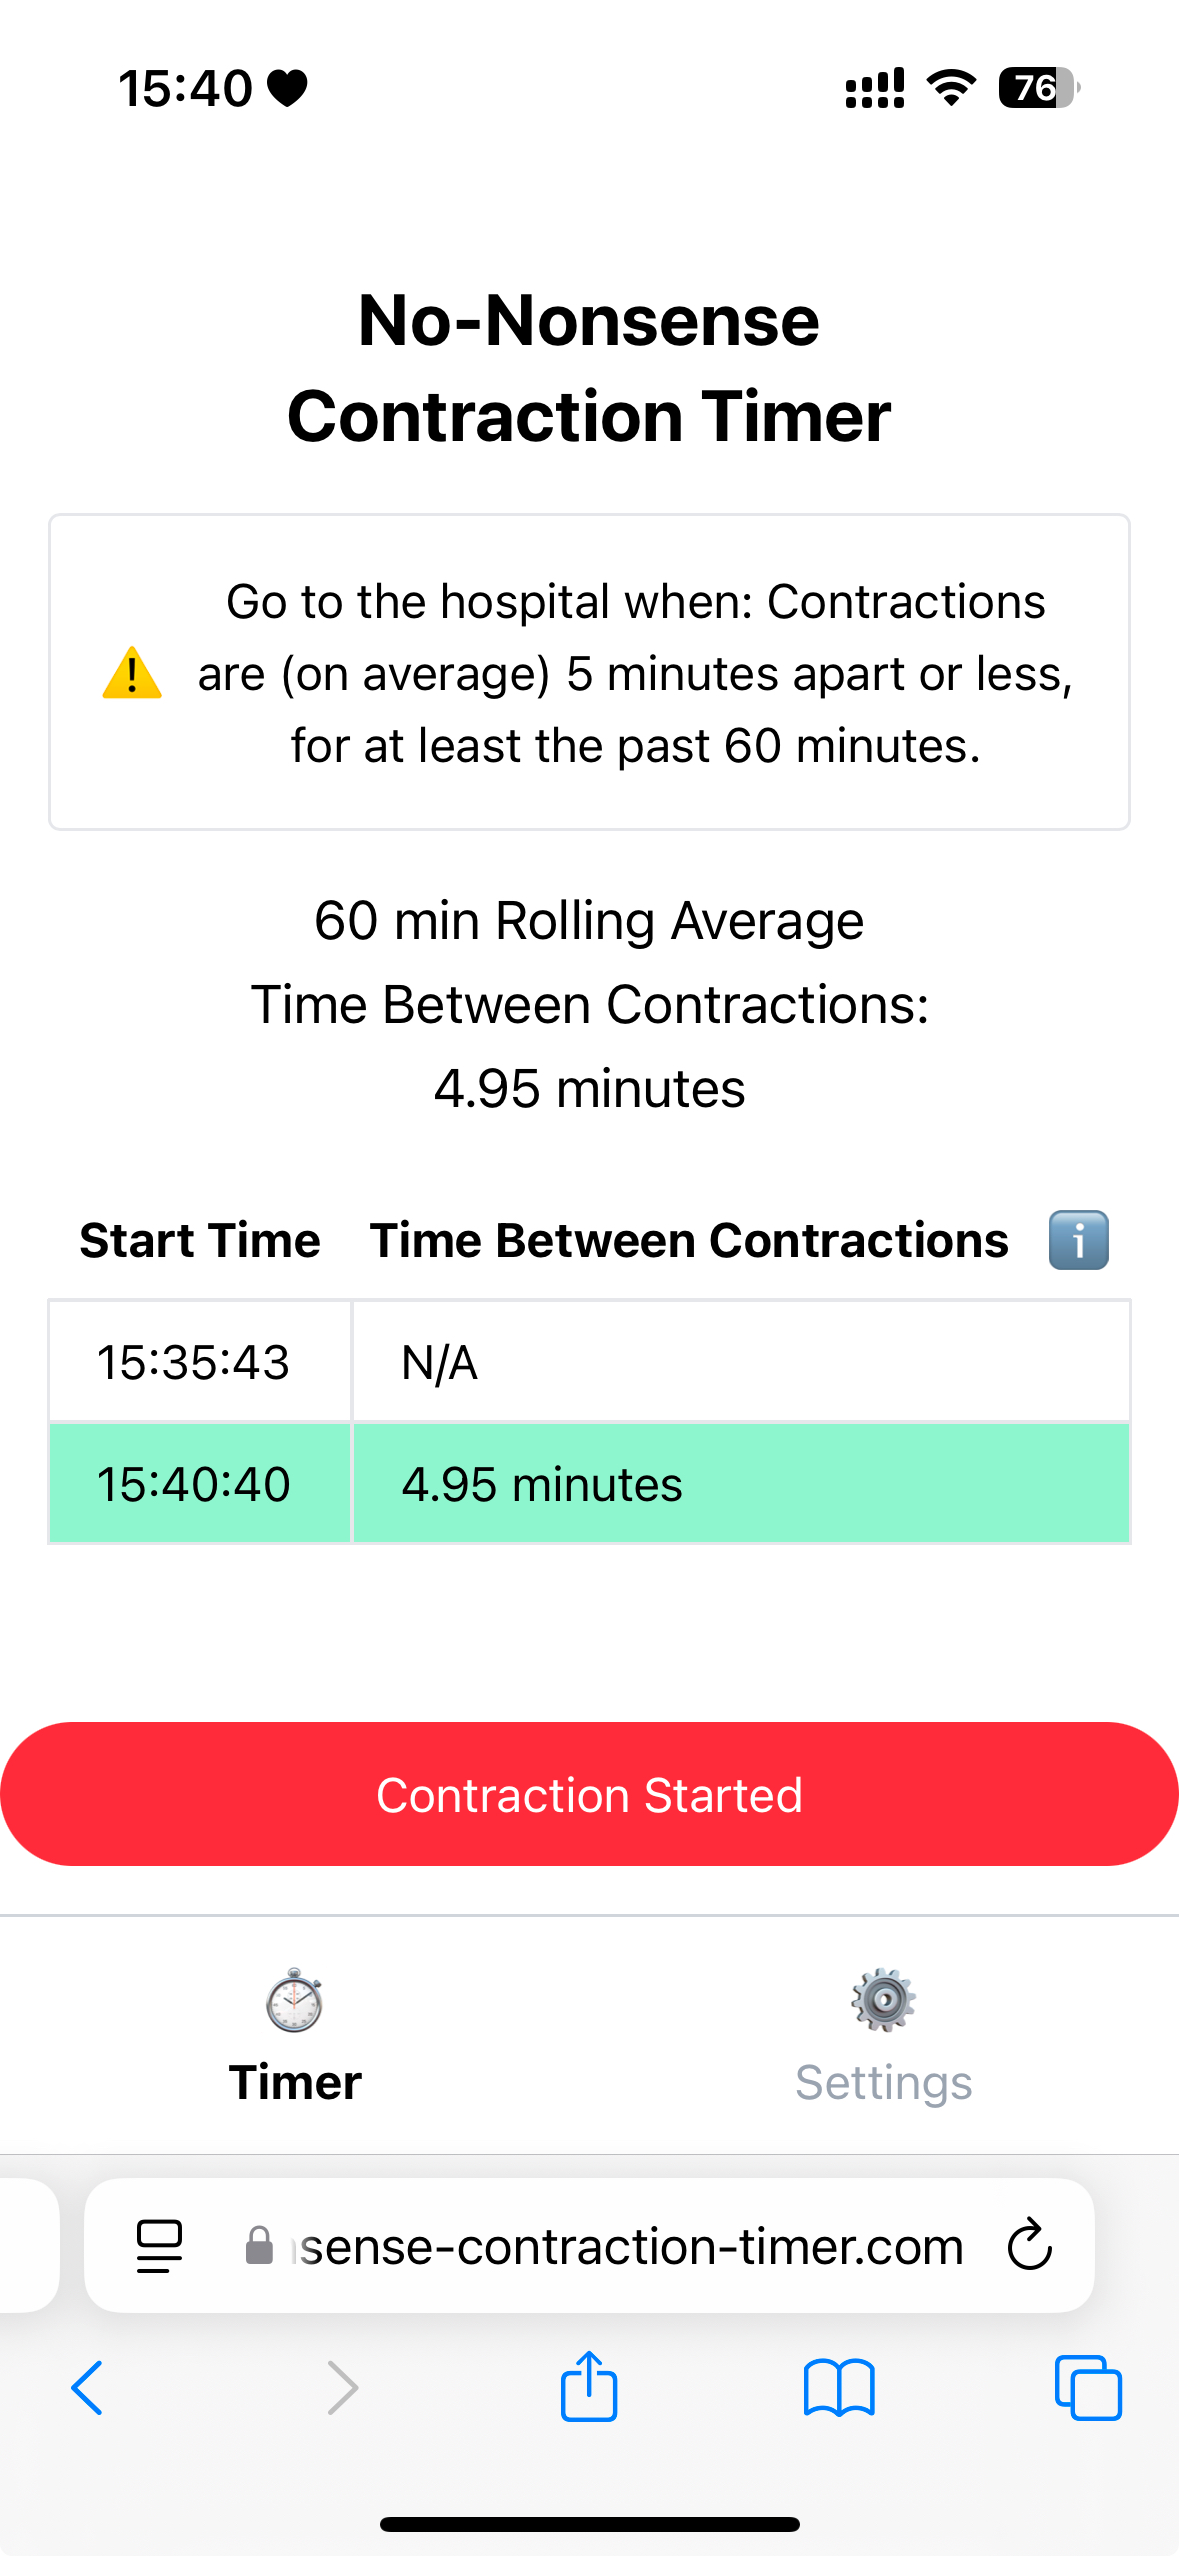 15:40
76
No-Nonsense
Contraction Timer
Go to the hospital when: Contractions
are (on average) 5 minutes apart or less,
for at least the past 60 minutes.
60 min Rolling Average
Time Between Contractions:
4.95 minutes
Start Time Time Between Contractions
15:35:43 N/A
15:40:40 4.95 minutes
Contraction Started
Timer Settings
sense-contraction-timer.com